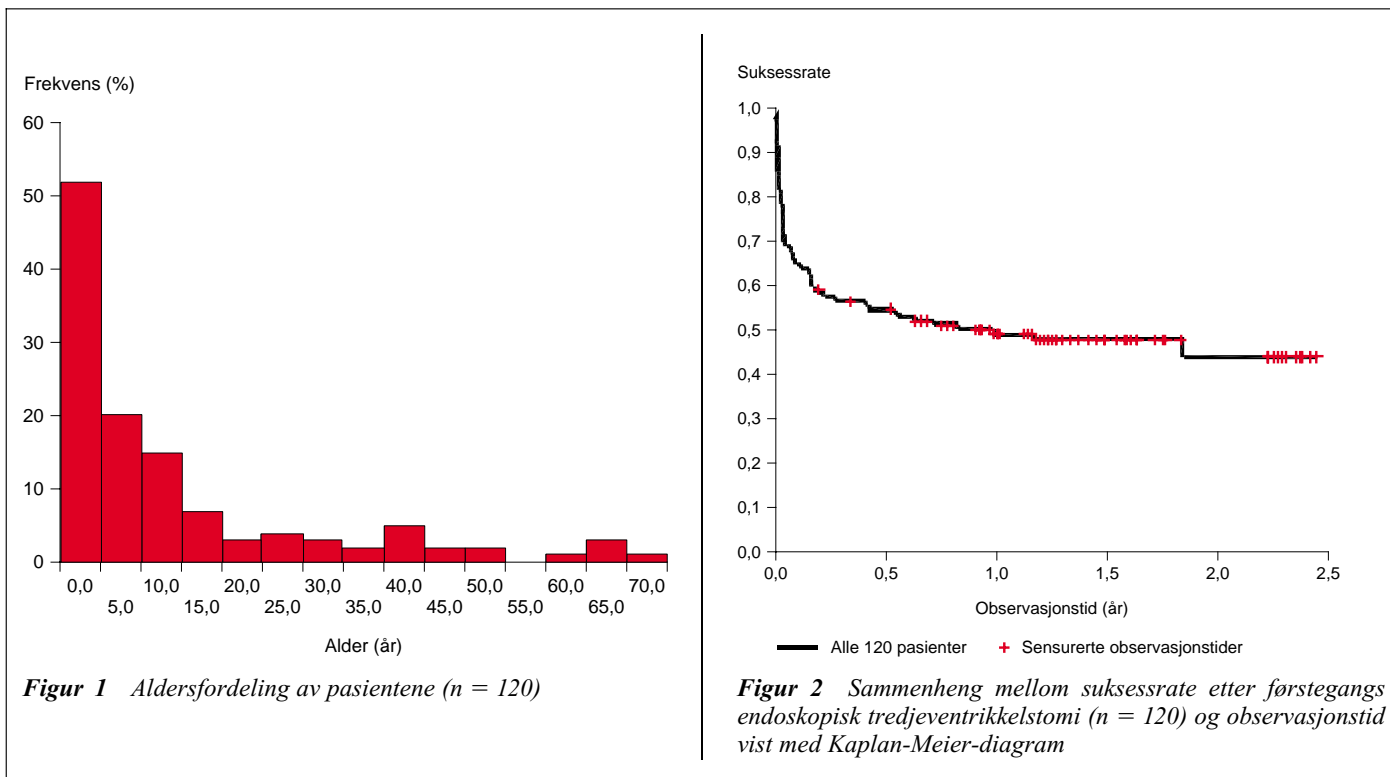 Frekvens (%)
60
50
40
30
20
10
0
0,0 10,0 20,0 30,0 40,0 50,0 60,0 70,0
5,0 15,0 25,0 35,0 45,0 55,0 65,0
Alder (år)
Figur 1 Aldersfordeling av pasientene (n = 120)
Suksessrate
1,0
0,9
0,8
0,7
0,6
0,5
0,4
0,3
0,2
0,1
0,0
0,0 0,5 1,0 1,5 2,0 2,5
Observasjonstid (år)
Alle 120 pasienter + Sensurerte observasjonstider
Figur 2 Sammenheng mellom suksessrate etter førstegangs
endoskopisk tredjeventrikkelstomi (n = 120) og observasjonstid
vist med Kaplan-Meier-diagram